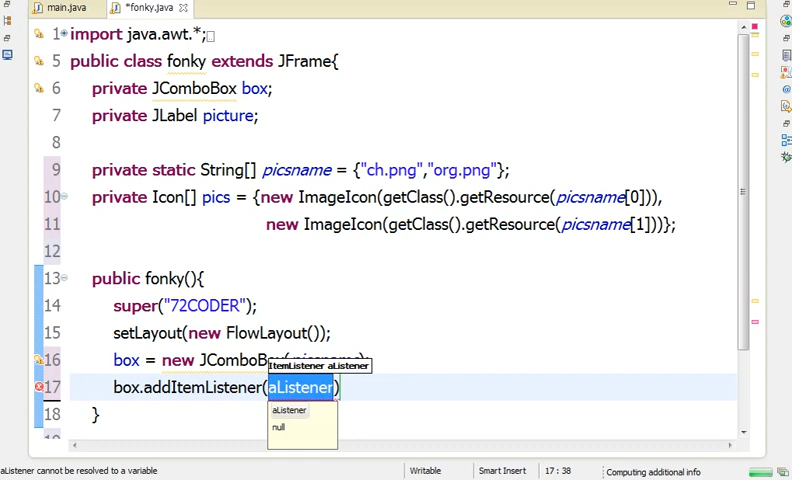 main.java
*fonky.java
1 import java.awt.*;
5 public class fonky extends JFrame{
6 private JComboBox box;
7 private JLabel picture;
8
9 private static String[] picsname = {"ch.png","org.png"};
10 private Icon[] pics = {new ImageIcon(getClass().getResource(picsname[0])),
11 new ImageIcon(getClass().getResource(picsname[1]))};
12
13 public fonky(){
14 super("72CODER");
15 setLayout(new FlowLayout());
16 box = new JComboBox(picsname);
ItemListener aListener
17 box.addItemListener(aListener)
aListener
18 }
null
aListener cannot be resolved to a variable
Writable
Smart Insert
17 : 38
Computing additional info